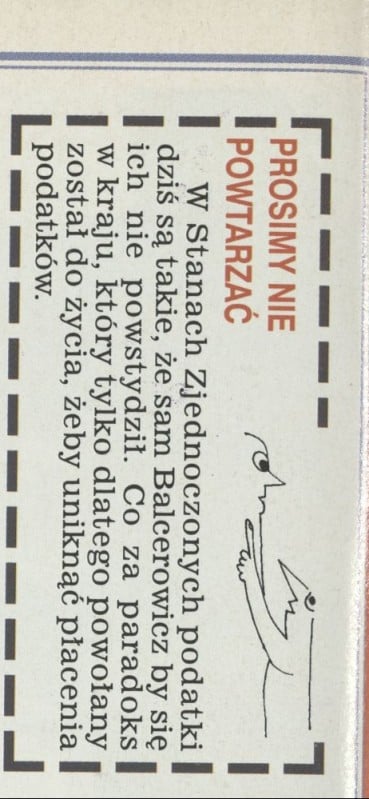 PROSIMY NIE
POWTARZAĆ
W Stanach Zjednoczonych podatki
dziś są takie, że sam Balcerowicz by się
ich nie powstydził. Co za paradoks
w kraju, który tylko dlatego powołany
został do życia, żeby uniknąć płacenia
podatków.